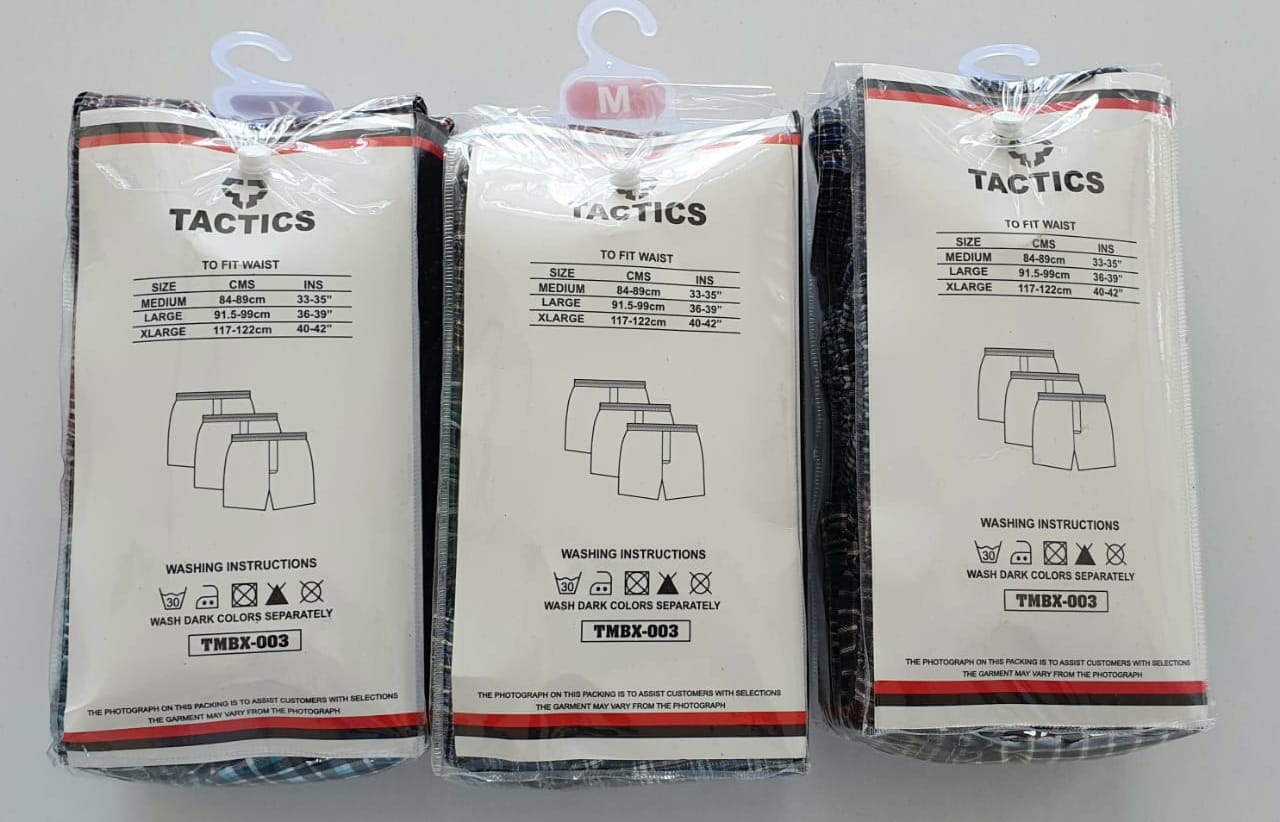 TACTICS
TO FIT WAIST
SIZE CMS INS
MEDIUM 84-89cm 33-35"
LARGE 91.5-99cm 36-39"
XLARGE 117-122cm 40-42"
WASHING INSTRUCTIONS
30
WASH DARK COLORS SEPARATELY
TMBX-003
THE PHOTOGRAPH ON THIS PACKING IS TO ASSIST CUSTOMERS WITH SELECTIONS
THE GARMENT MAY VARY FROM THE PHOTOGRAPH
M
TACTICS
TO FIT WAIST
SIZE CMS INS
MEDIUM 84-89cm 33-35"
LARGE 91.5-99cm 36-39"
XLARGE 117-122cm 40-42"
WASHING INSTRUCTIONS
30
WASH DARK COLORS SEPARATELY
TMBX-003
THE PHOTOGRAPH ON THIS PACKING IS TO ASSIST CUSTOMERS WITH SELECTIONS
THE GARMENT MAY VARY FROM THE PHOTOGRAPH
TACTICS
TO FIT WAIST
SIZE CMS INS
MEDIUM 84-89cm 33-35"
LARGE 91.5-99cm 36-39"
XLARGE 117-122cm 40-42"
WASHING INSTRUCTIONS
30
WASH DARK COLORS SEPARATELY
TMBX-003
THE PHOTOGRAPH ON THIS PACKING IS TO ASSIST CUSTOMERS WITH SELECTIONS
THE GARMENT MAY VARY FROM THE PHOTOGRAPH